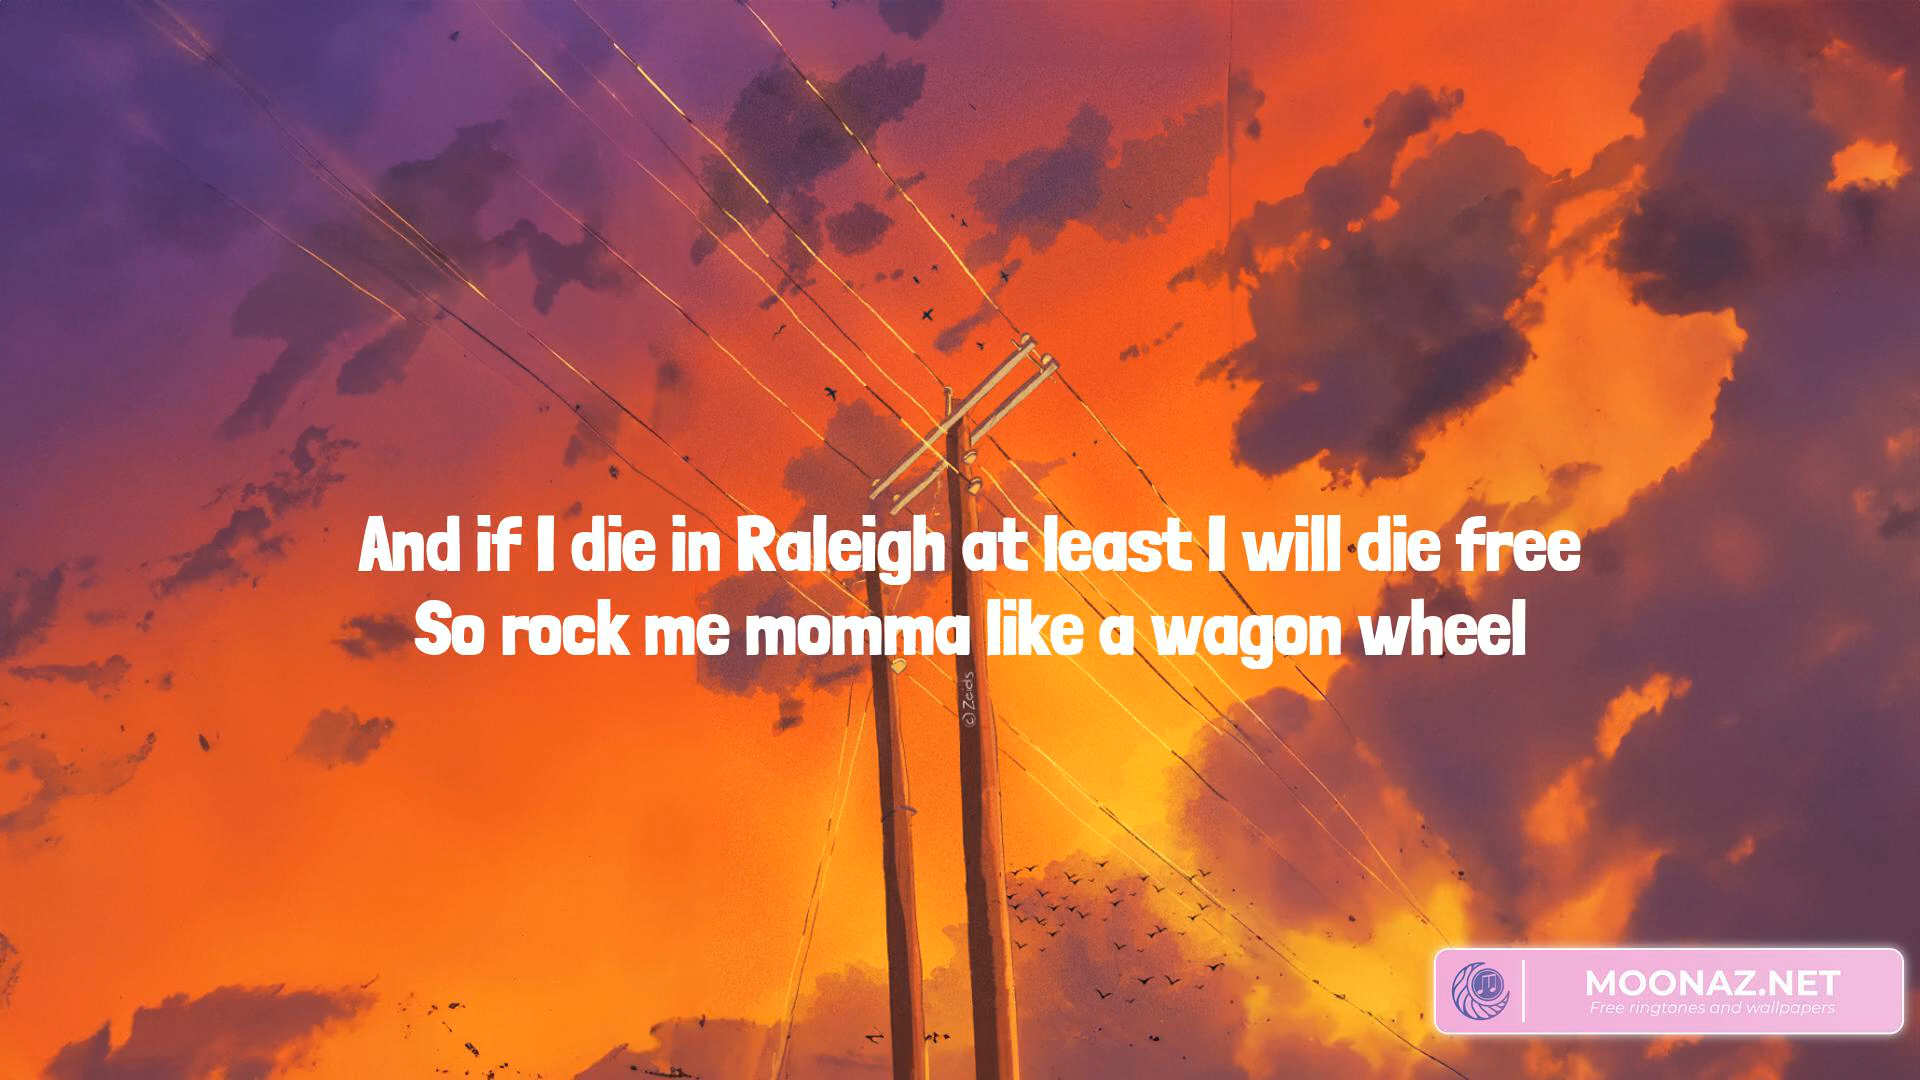 And if I die in Raleigh at least I will die free
So rock me momma like a wagon wheel
©Zeids
MOONAZ.NET
Free ringtones and wallpapers